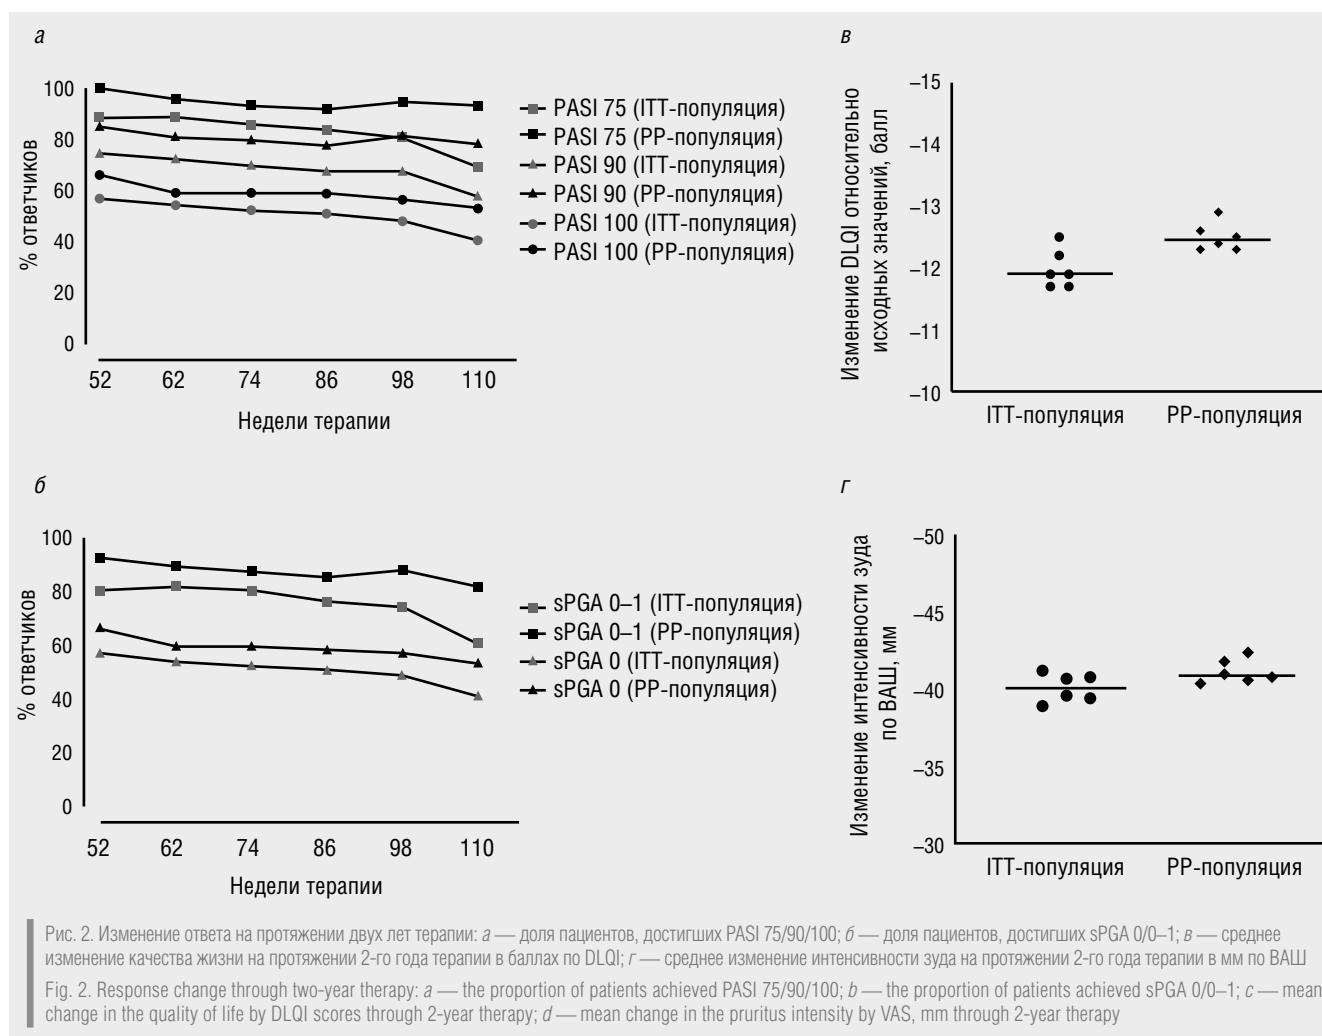 а
% ответчиков
100
80
60
40
20
0
52 62 74 86 98 110
Недели терапии
PASI 75 (ITT-популяция)
PASI 75 (PP-популяция)
PASI 90 (ITT-популяция)
PASI 90 (PP-популяция)
PASI 100 (ITT-популяция)
PASI 100 (PP-популяция)
в
Изменение DLQI относительно
исходных значений, балл
–15
–14
–13
–12
–11
–10
ITT-популяция PP-популяция
б
% ответчиков
100
80
60
40
20
0
52 62 74 86 98 110
Недели терапии
sPGA 0–1 (ITT-популяция)
sPGA 0–1 (PP-популяция)
sPGA 0 (ITT-популяция)
sPGA 0 (PP-популяция)
г
Изменение интенсивности зуда
по ВАШ, мм
–50
–45
–40
–35
–30
ITT-популяция PP-популяция
Рис. 2. Изменение ответа на протяжении двух лет терапии: а — доля пациентов, достигших PASI 75/90/100; б — доля пациентов, достигших sPGA 0/0–1; в — среднее
изменение качества жизни на протяжении 2-го года терапии в баллах по DLQI; г — среднее изменение интенсивности зуда на протяжении 2-го года терапии в мм по ВАШ
Fig. 2. Response change through two-year therapy: a — the proportion of patients achieved PASI 75/90/100; b — the proportion of patients achieved sPGA 0/0–1; c — mean
change in the quality of life by DLQI scores through 2-year therapy; d — mean change in the pruritus intensity by VAS, mm through 2-year therapy